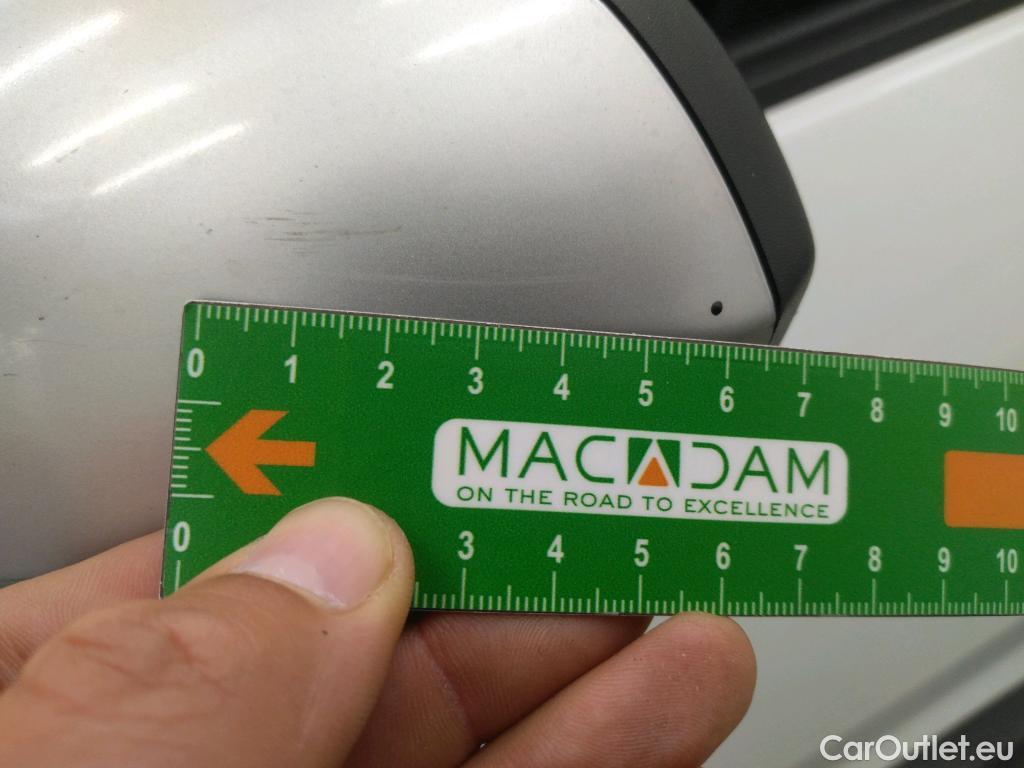 0 1 2 3 4 5 6 7 8 9 10
MACADAM
ON THE ROAD TO EXCELLENCE
0 3 4 5 6 7 8 9 10
CarOutlet.eu